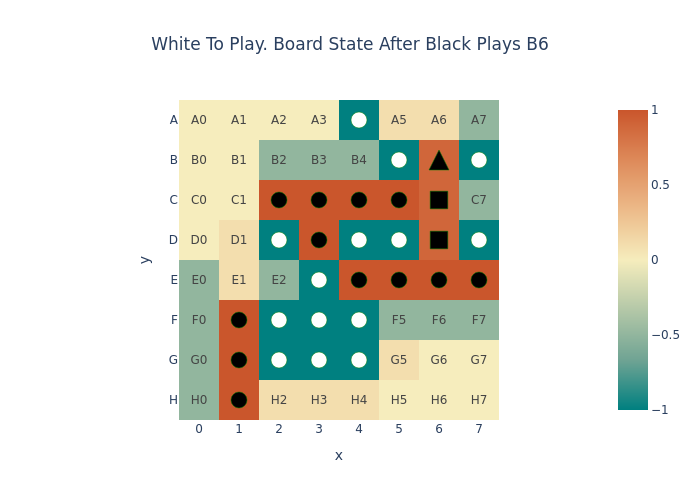 White To Play. Board State After Black Plays B6
A A0 A1 A2 A3 A5 A6 A7
B B0 B1 B2 B3 B4
C C0 C1 C7
D D0 D1
E E0 E1 E2
F F0 F5 F6 F7
G G0 G5 G6 G7
H H0 H2 H3 H4 H5 H6 H7
0 1 2 3 4 5 6 7
x
y
1
0.5
0
−0.5
−1